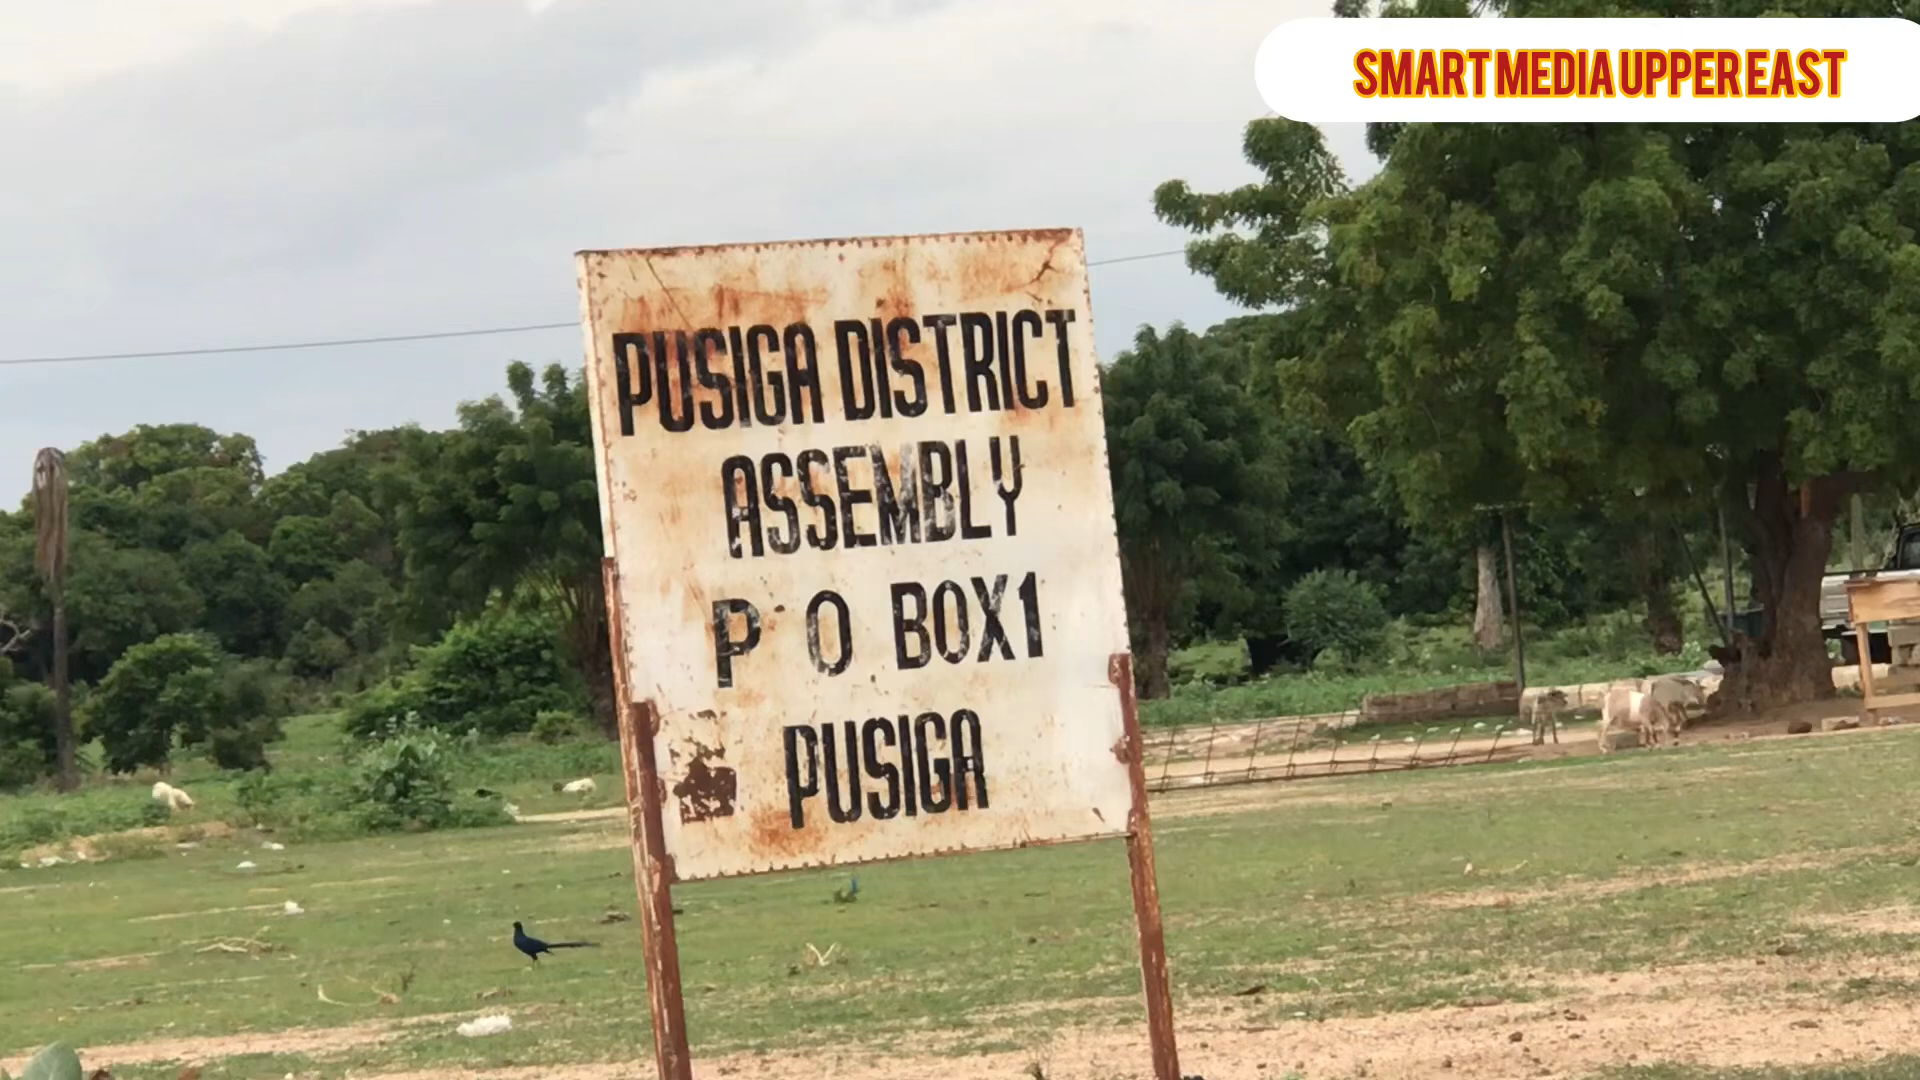 SMART MEDIA UPPER EAST
PUSIGA DISTRICT
ASSEMBLY
P O BOX1
PUSIGA